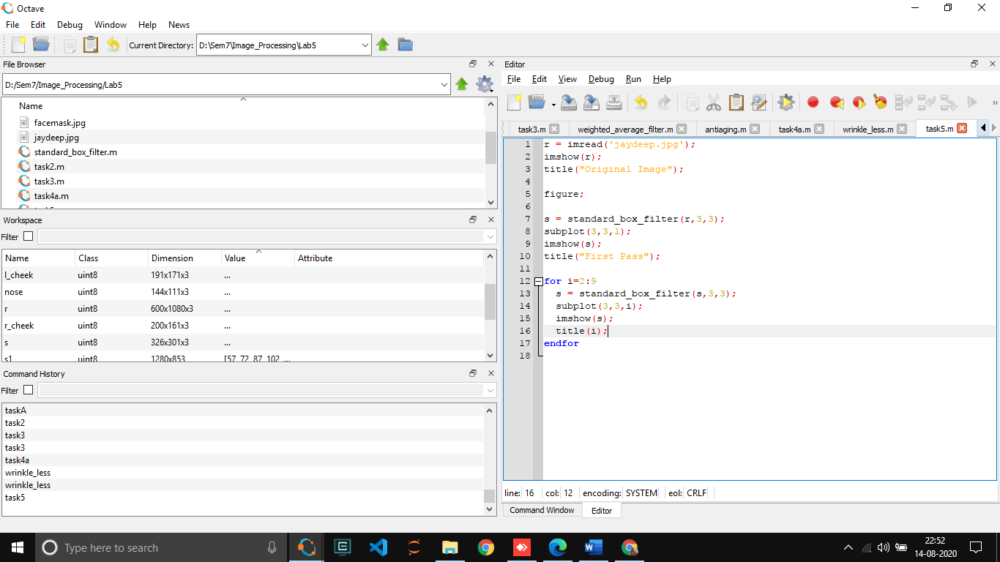 Octave
File Edit Debug Window Help News
Current Directory: D:\Sem7\Image_Processing\Lab5
File Browser
D:/Sem7/Image_Processing/Lab5
Name
facemask.jpg
jaydeep.jpg
standard_box_filter.m
task2.m
task3.m
task4a.m
Workspace
Filter
Name Class Dimension Value Attribute
l_cheek uint8 191x171x3 ...
nose uint8 144x111x3 ...
r uint8 600x1080x3 ...
r_cheek uint8 200x161x3 ...
s uint8 326x301x3 ...
s1 uint8 1280x853 [57 72 87 102 ...
Command History
Filter
taskA
task2
task3
task3
task4a
wrinkle_less
wrinkle_less
task5
Editor
File Edit View Debug Run Help
task3.m weighted_average_filter.m antiaging.m task4a.m wrinkle_less.m task5.m
1 r = imread('jaydeep.jpg');
2 imshow(r);
3 title("Original Image");
4
5 figure;
6
7 s = standard_box_filter(r,3,3);
8 subplot(3,3,1);
9 imshow(s);
10 title("First Pass");
11
12 for i=2:9
13 s = standard_box_filter(s,3,3);
14 subplot(3,3,i);
15 imshow(s);
16 title(i);
17 endfor
18
line: 16 col: 12 encoding: SYSTEM eol: CRLF
Command Window Editor
Type here to search
22:52
14-08-2020